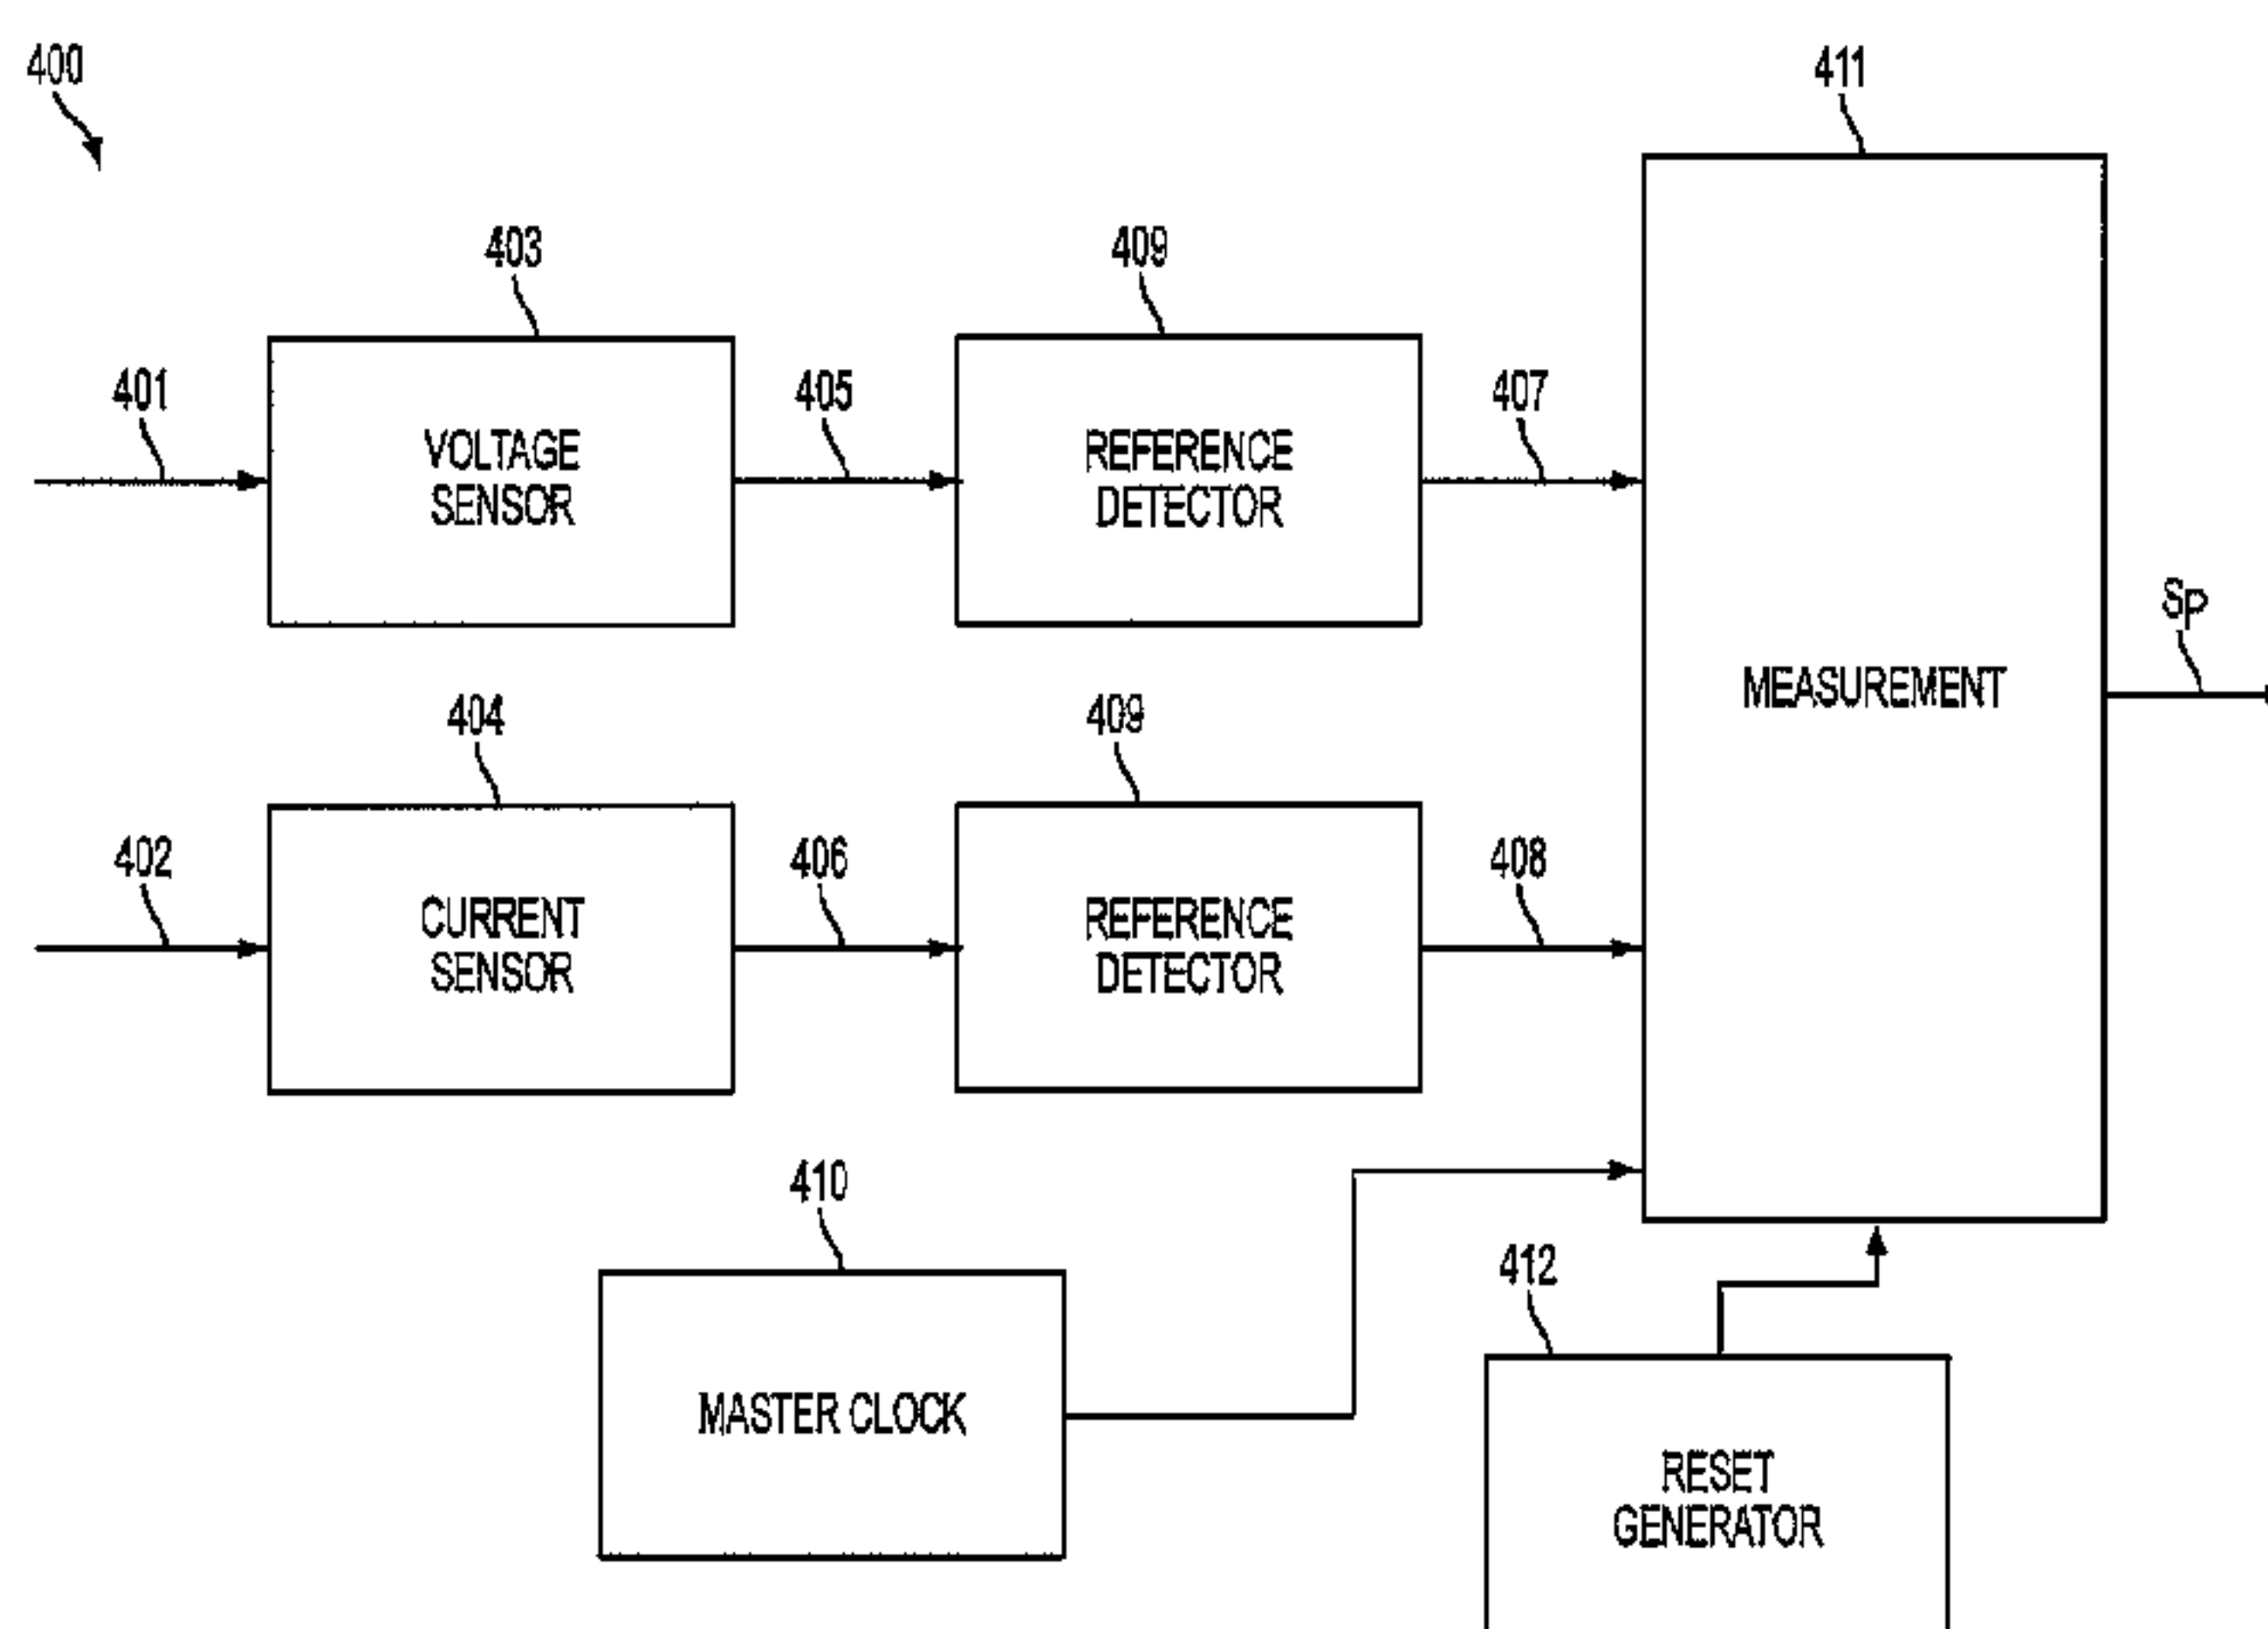 400
411
403
409
401
405
407
VOLTAGE
SENSOR
REFERENCE
DETECTOR
SP
MEASUREMENT
404
409
402
406
408
CURRENT
SENSOR
REFERENCE
DETECTOR
410
412
MASTER CLOCK
RESET
GENERATOR